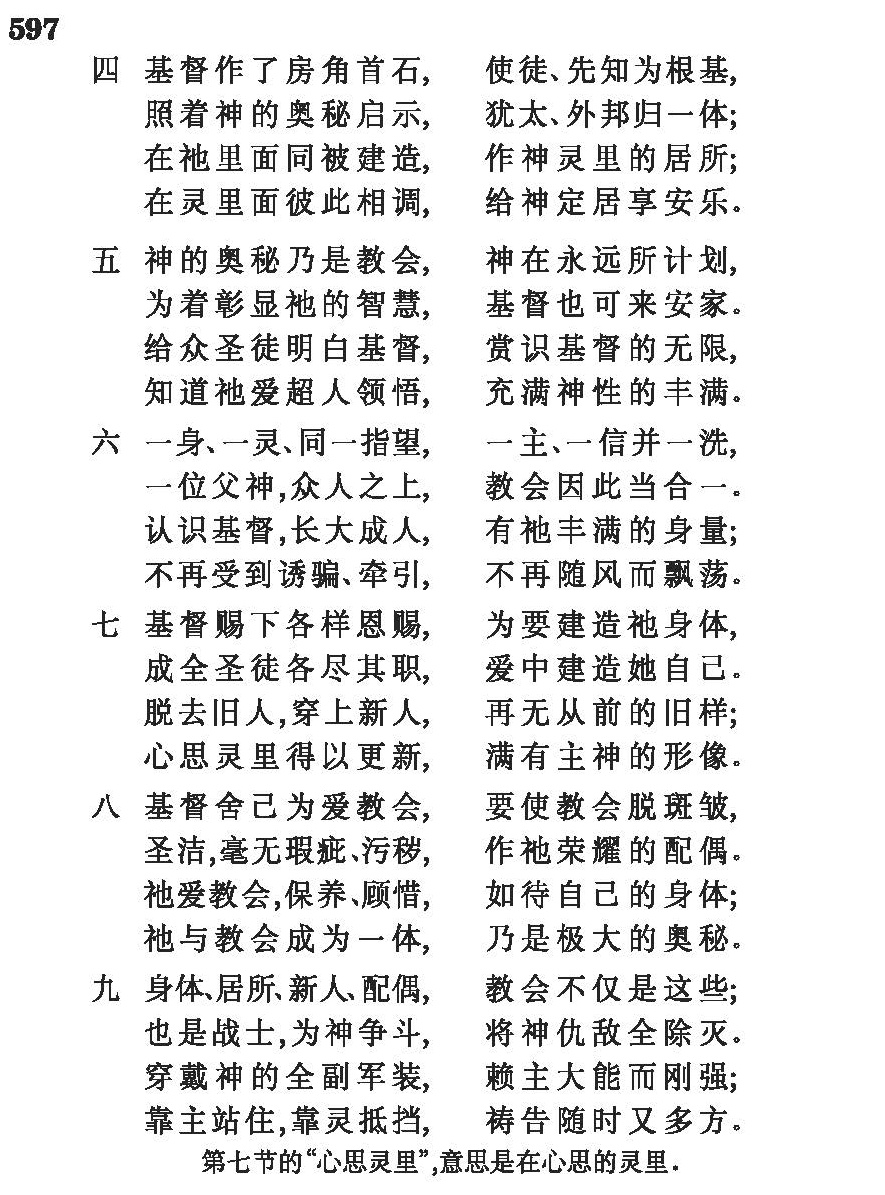 597
四 基督作了房角首石, 使徒、先知为根基,
照着神的奥秘启示, 犹太、外邦归一体;
在祂里面同被建造, 作神灵里的居所;
在灵里面彼此相调, 给神定居享安乐。
五 神的奥秘乃是教会, 神在永远所计划,
为着彰显祂的智慧, 基督也可来安家。
给众圣徒明白基督, 赏识基督的无限,
知道祂爱超人领悟, 充满神性的丰满。
六 一身、一灵、同一指望, 一主、一信并一洗,
一位父神,众人之上, 教会因此当合一。
认识基督,长大成人, 有祂丰满的身量;
不再受到诱骗、牵引, 不再随风而飘荡。
七 基督赐下各样恩赐, 为要建造祂身体,
成全圣徒各尽其职, 爱中建造她自己。
脱去旧人,穿上新人, 再无从前的旧样;
心思灵里得以更新, 满有主神的形像。
八 基督舍己为爱教会, 要使教会脱斑皱,
圣洁,毫无瑕疵、污秽, 作祂荣耀的配偶。
祂爱教会,保养、顾惜, 如待自己的身体;
祂与教会成为一体, 乃是极大的奥秘。
九 身体、居所、新人、配偶, 教会不仅是这些;
也是战士,为神争斗, 将神仇敌全除灭。
穿戴神的全副军装, 赖主大能而刚强;
靠主站住,靠灵抵挡, 祷告随时又多方。
第七节的“心思灵里”,意思是在心思的灵里.